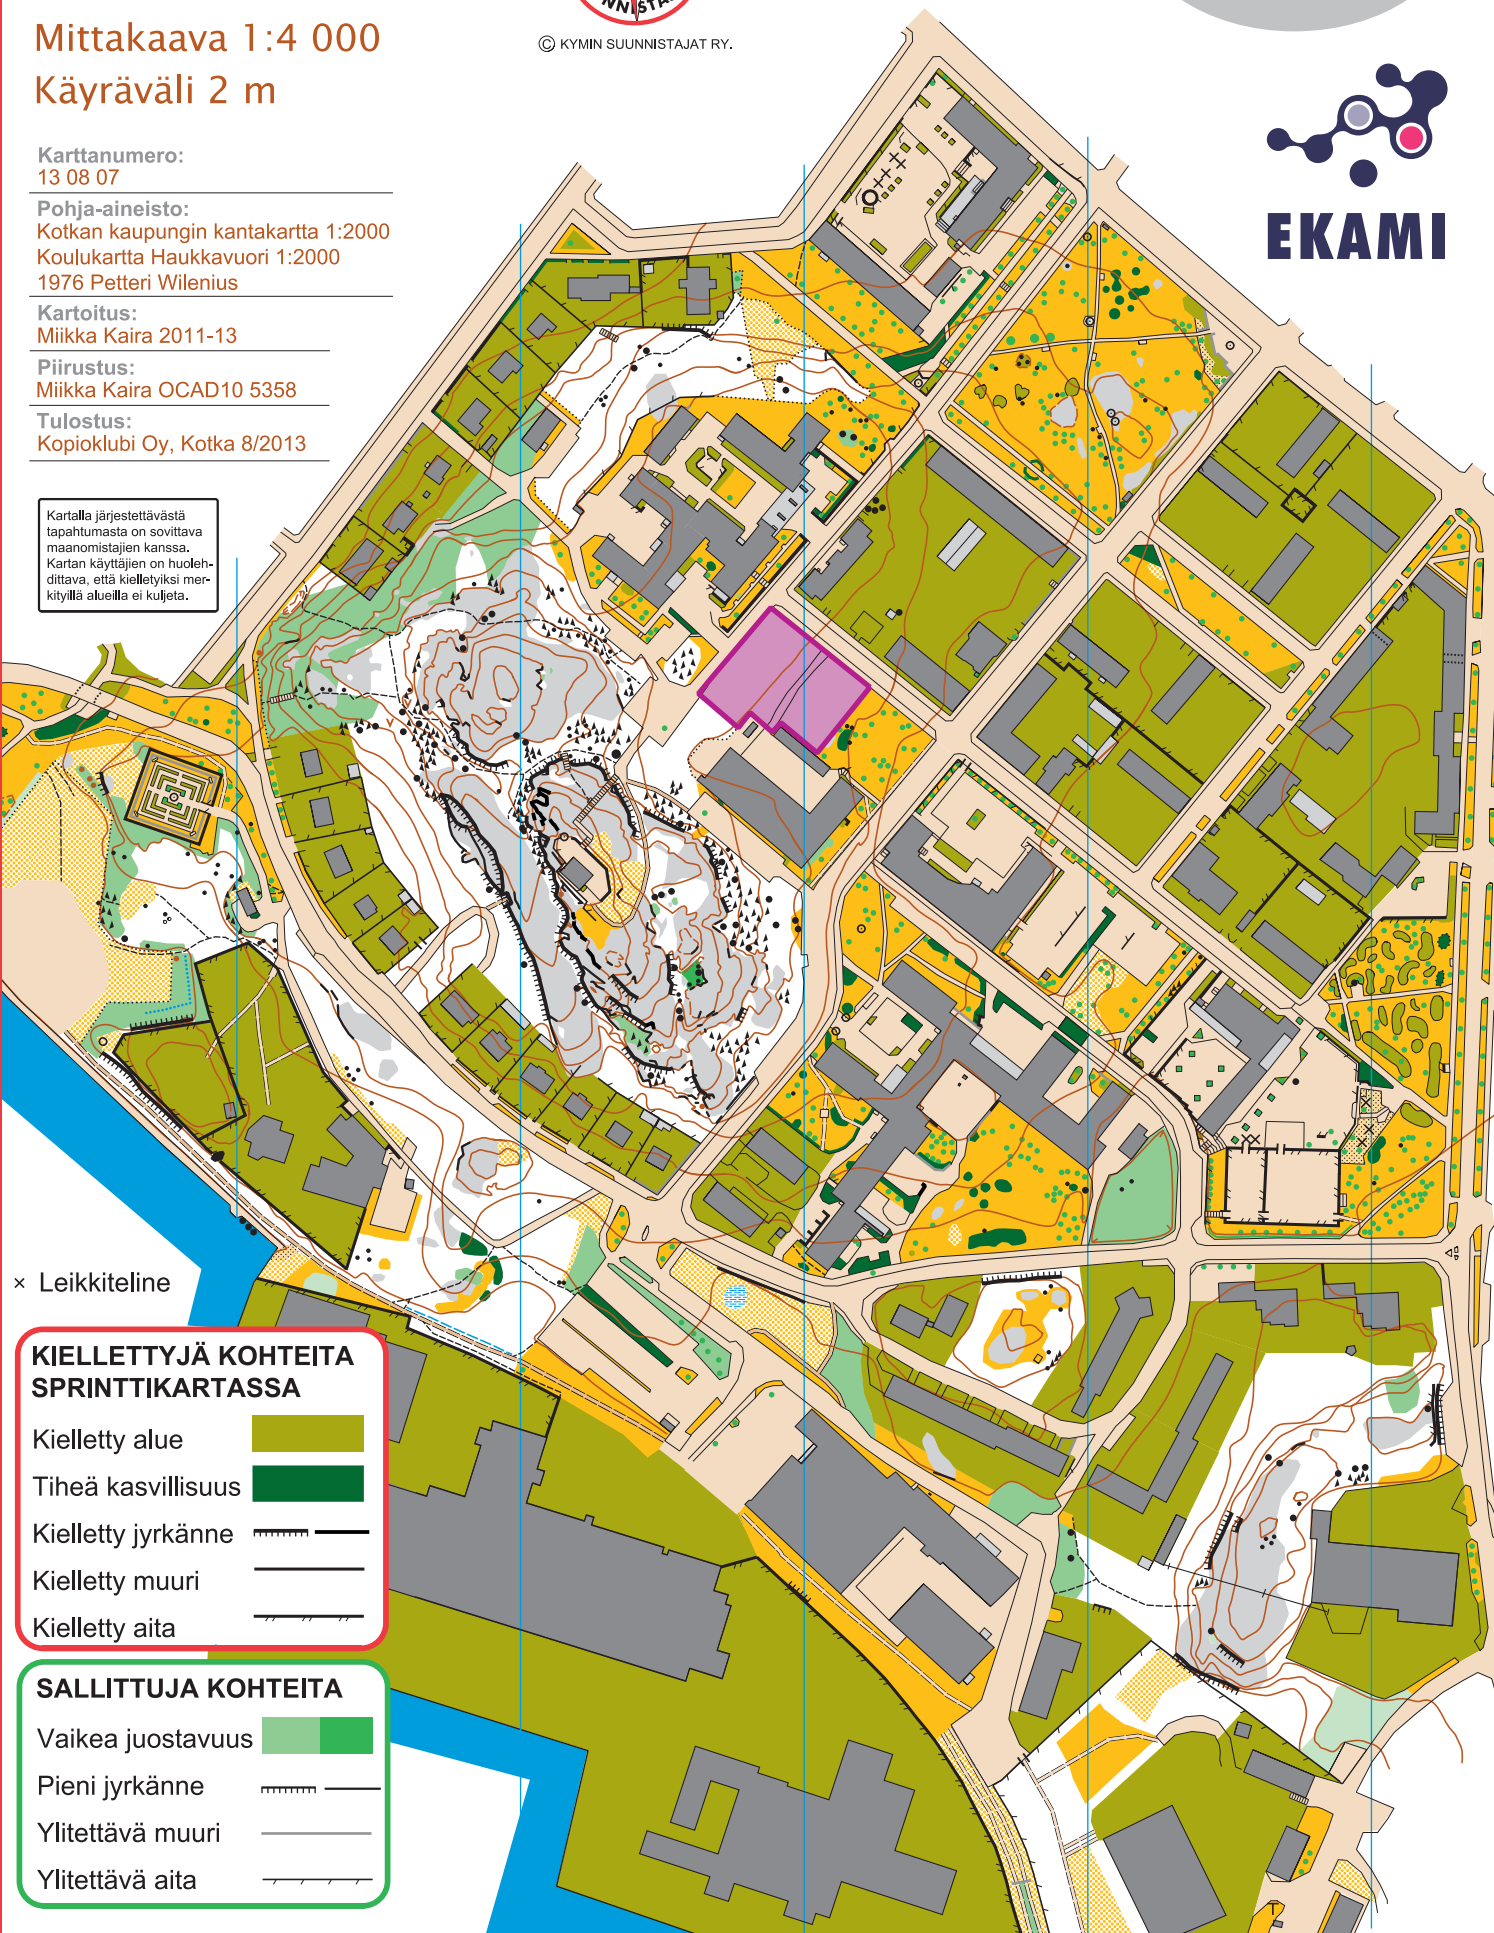 Mittakaava 1:4 000
Käyräväli 2 m
© KYMIN SUUNNISTAJAT RY.
EKAMI
Karttanumero:
13 08 07
Pohja-aineisto:
Kotkan kaupungin kantakartta 1:2000
Koulukartta Haukkavuori 1:2000
1976 Petteri Wilenius
Kartoitus:
Miikka Kaira 2011-13
Piirustus:
Miikka Kaira OCAD10 5358
Tulostus:
Kopioklubi Oy, Kotka 8/2013
Kartalla järjestettävästä
tapahtumasta on sovittava
maanomistajien kanssa.
Kartan käyttäjien on huoleh-
dittava, että kielletyiksi mer-
kityillä alueilla ei kuljeta.
× Leikkiteline
KIELLETTYJÄ KOHTEITA
SPRINTTIKARTASSA
Kielletty alue
Tiheä kasvillisuus
Kielletty jyrkänne
Kielletty muuri
Kielletty aita
SALLITTUJA KOHTEITA
Vaikea juostavuus
Pieni jyrkänne
Ylitettävä muuri
Ylitettävä aita